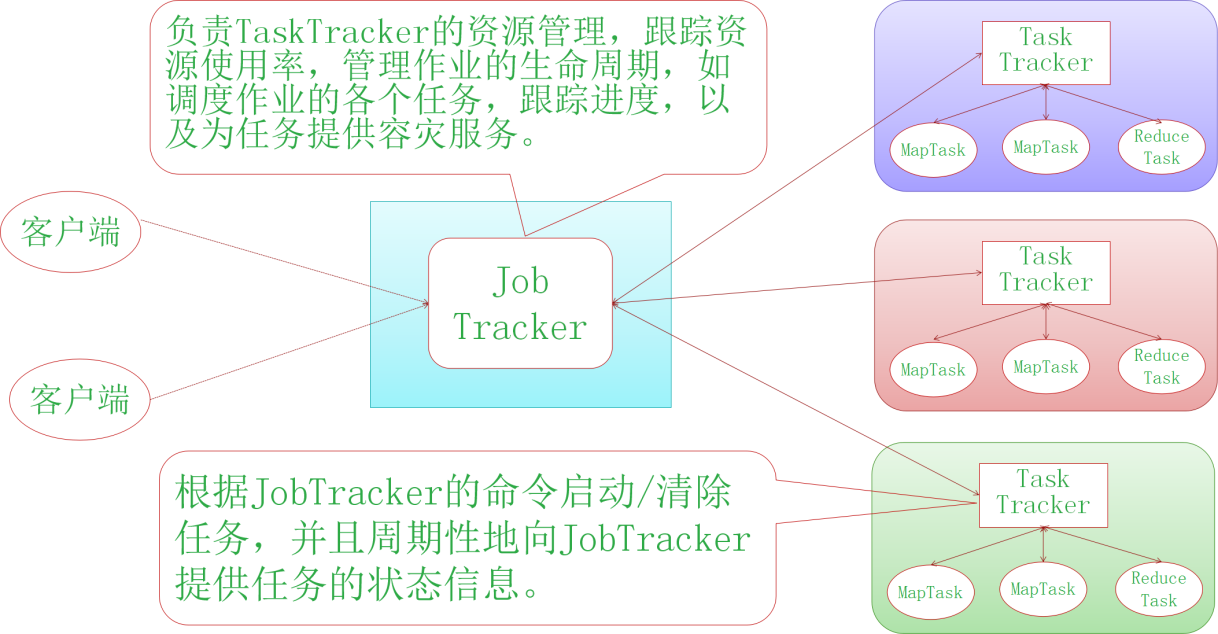 负责TaskTracker的资源管理，跟踪资
源使用率，管理作业的生命周期，如
调度作业的各个任务，跟踪进度，以
及为任务提供容灾服务。
客户端
客户端
Job
Tracker
根据JobTracker的命令启动/清除
任务，并且周期性地向JobTracker
提供任务的状态信息。
Task
Tracker
MapTask
MapTask
Reduce
Task
Task
Tracker
MapTask
MapTask
Reduce
Task
Task
Tracker
MapTask
MapTask
Reduce
Task